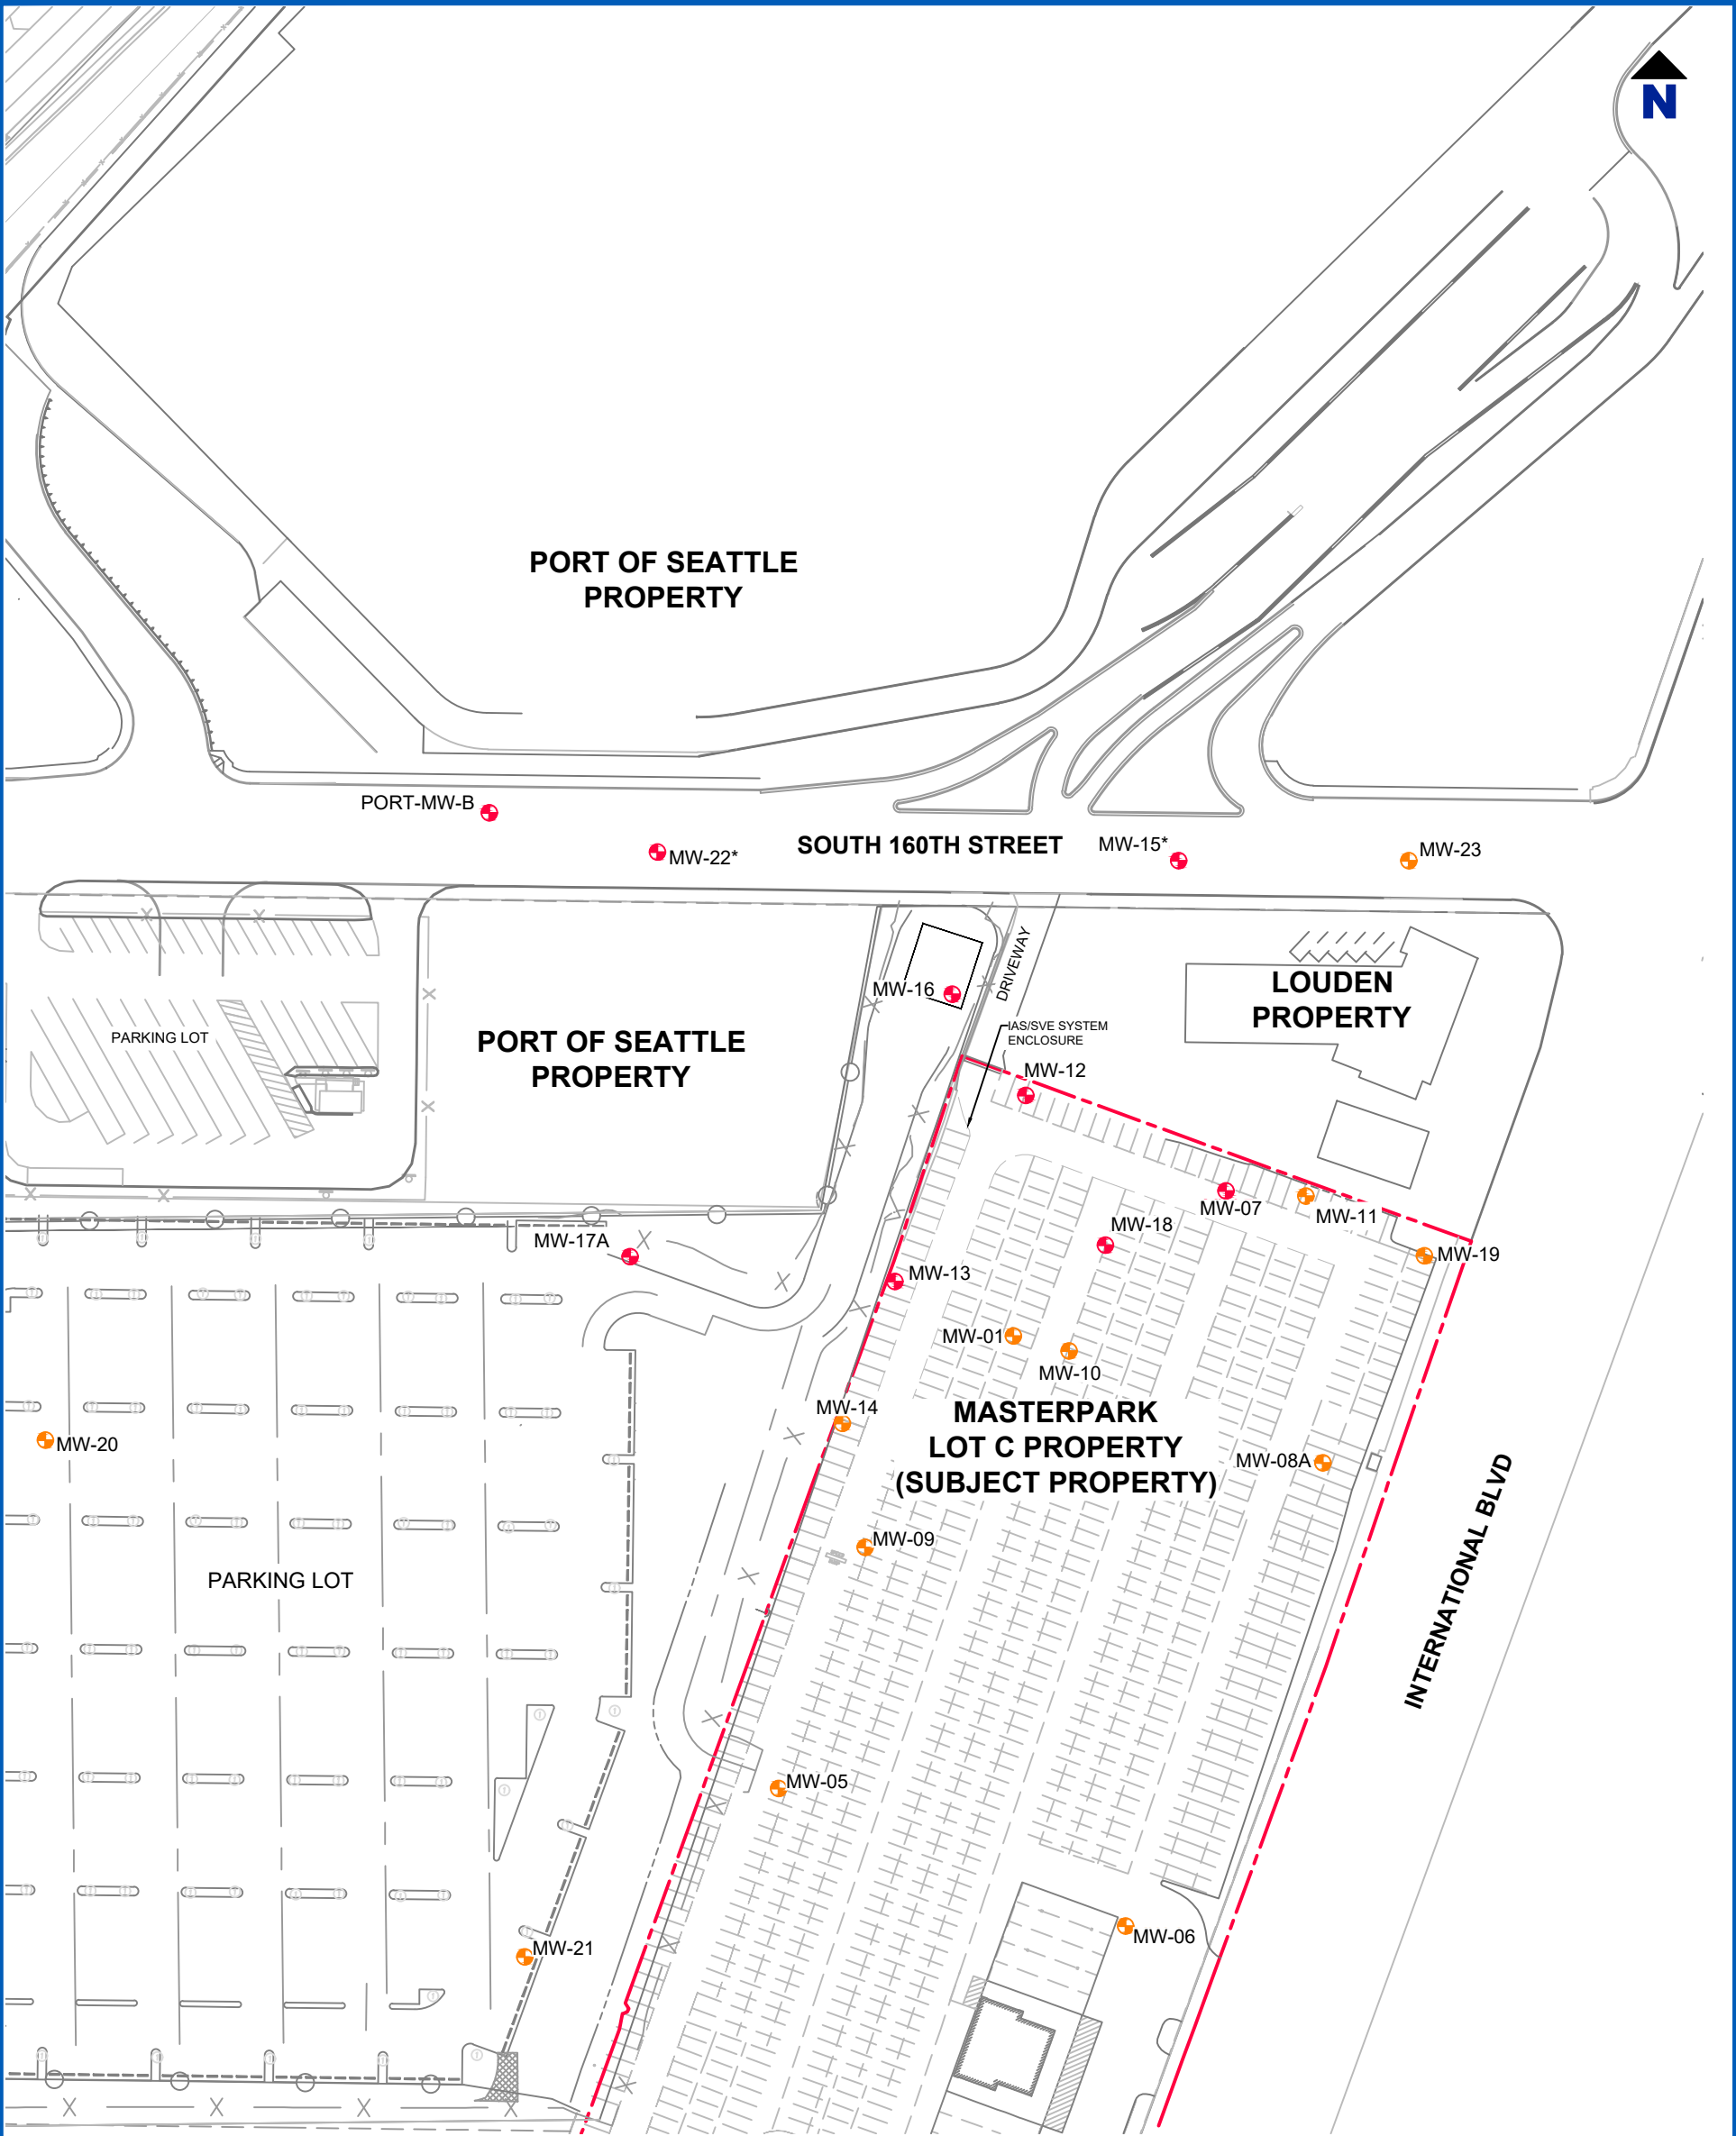 N
PORT OF SEATTLE
PROPERTY
PORT-MW-B
MW-22*
SOUTH 160TH STREET
MW-15*
MW-23
MW-16
DRIVEWAY
LOUDEN
PROPERTY
PARKING LOT
PORT OF SEATTLE
PROPERTY
IAS/SVE SYSTEM
ENCLOSURE
MW-12
MW-07
MW-11
MW-18
MW-17A
MW-19
MW-13
MW-01
MW-10
MW-14
MASTERPARK
LOT C PROPERTY
(SUBJECT PROPERTY)
MW-20
MW-08A
MW-09
PARKING LOT
INTERNATIONAL BLVD
MW-05
MW-06
MW-21